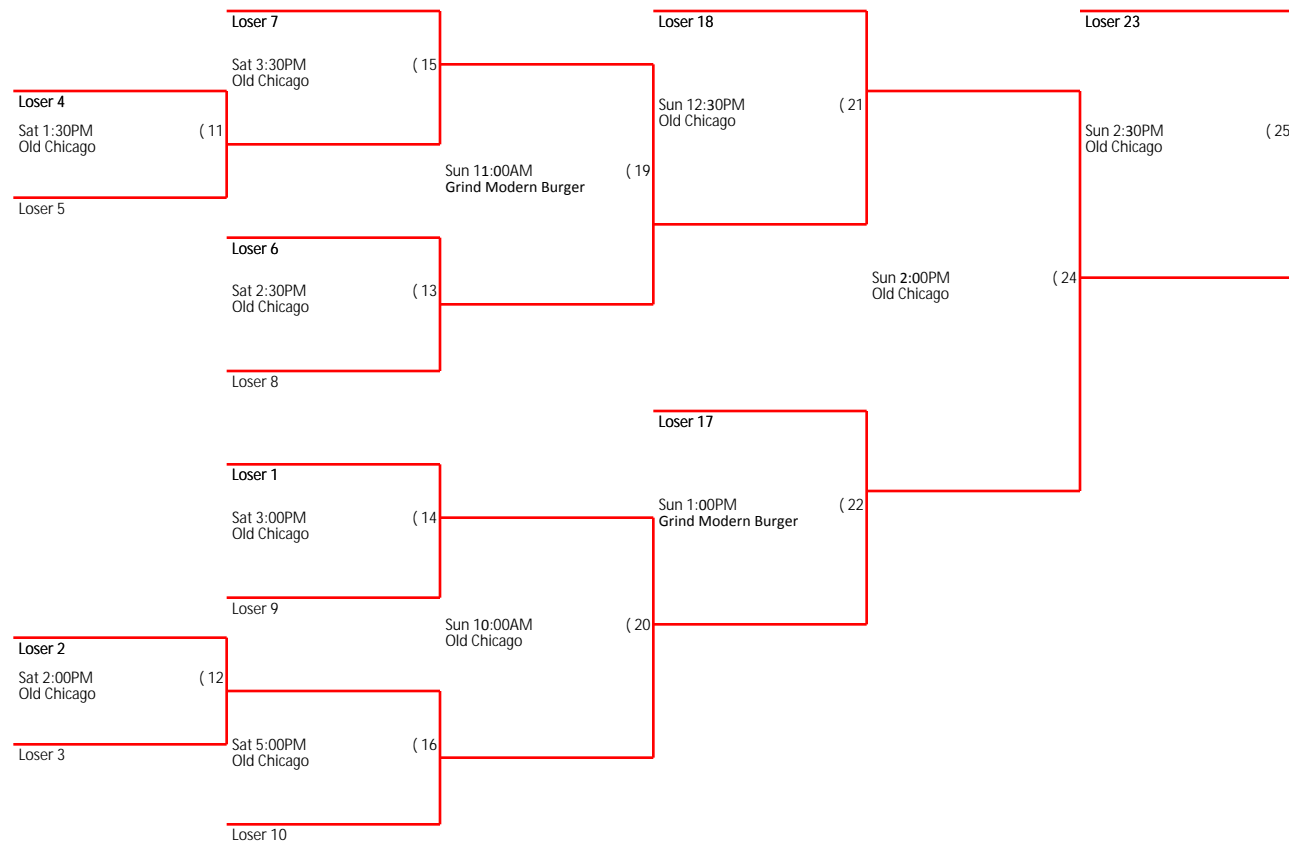 Loser 7
Loser 18
Loser 23
Sat 3:30PM
Old Chicago
( 15
Loser 4
Sat 1:30PM
Old Chicago
( 11
Sun 12:30PM
Old Chicago
( 21
Sun 2:30PM
Old Chicago
( 25
Sun 11:00AM
Grind Modern Burger
( 19
Loser 5
Loser 6
Sat 2:30PM
Old Chicago
( 13
Sun 2:00PM
Old Chicago
( 24
Loser 8
Loser 17
Loser 1
Sat 3:00PM
Old Chicago
( 14
Sun 1:00PM
Grind Modern Burger
( 22
Loser 9
Sun 10:00AM
Old Chicago
( 20
Loser 2
Sat 2:00PM
Old Chicago
( 12
Loser 3
Sat 5:00PM
Old Chicago
( 16
Loser 10